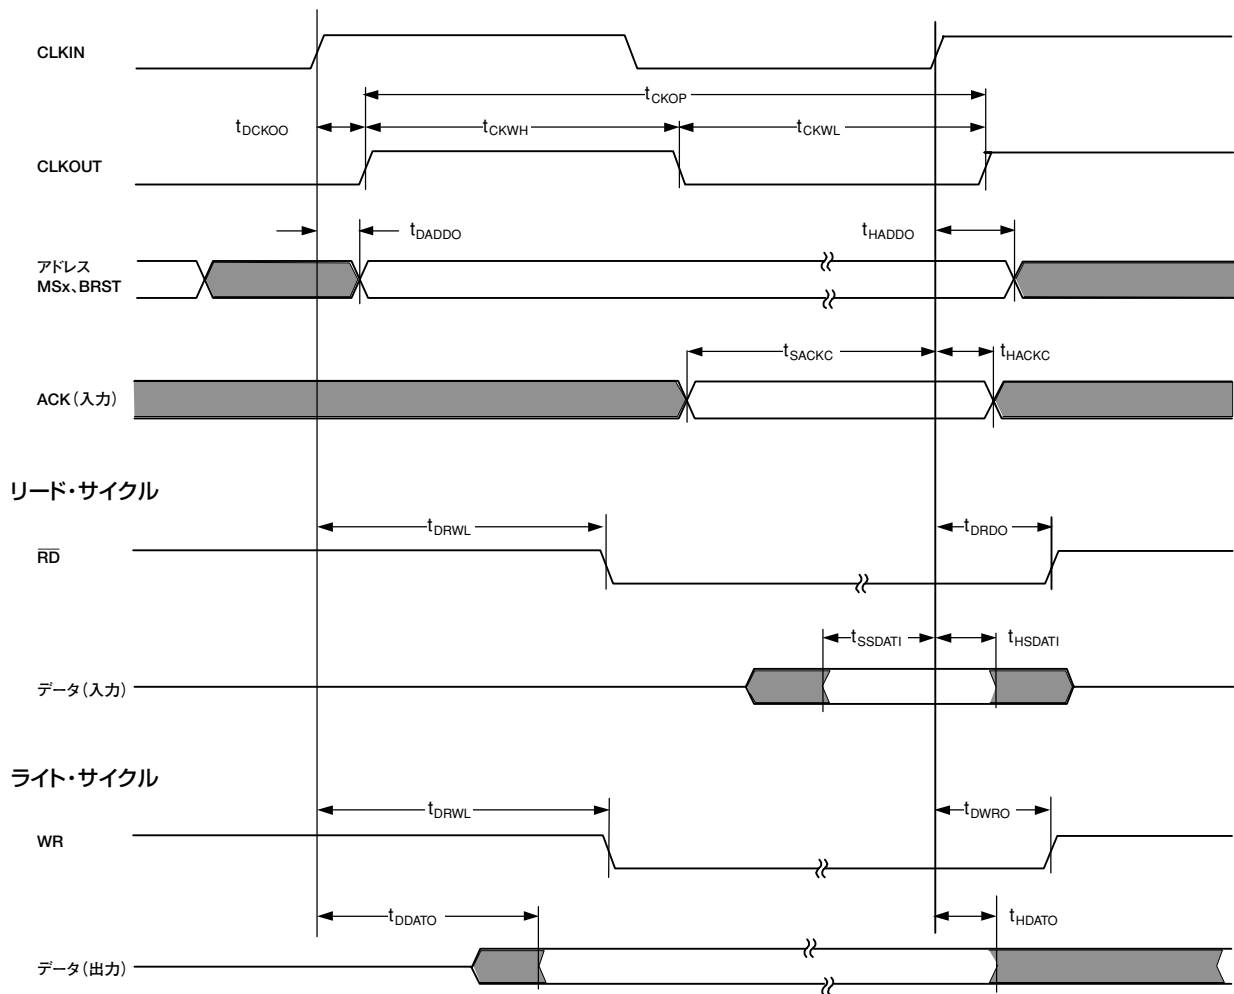 CLKIN
tCKOP
tDCKOO
tCKWH
tCKWL
CLKOUT
tDADDO
tHADDO
アドレス
MSx、BRST
tSACKC
tHACKC
ACK(入力)
リード・サイクル
tDRWL
tDRDO
RD
tSSDATI
tHSDATI
データ(入力)
ライト・サイクル
tDRWL
tDWRO
WR
tDDATO
tHDATO
データ(出力)